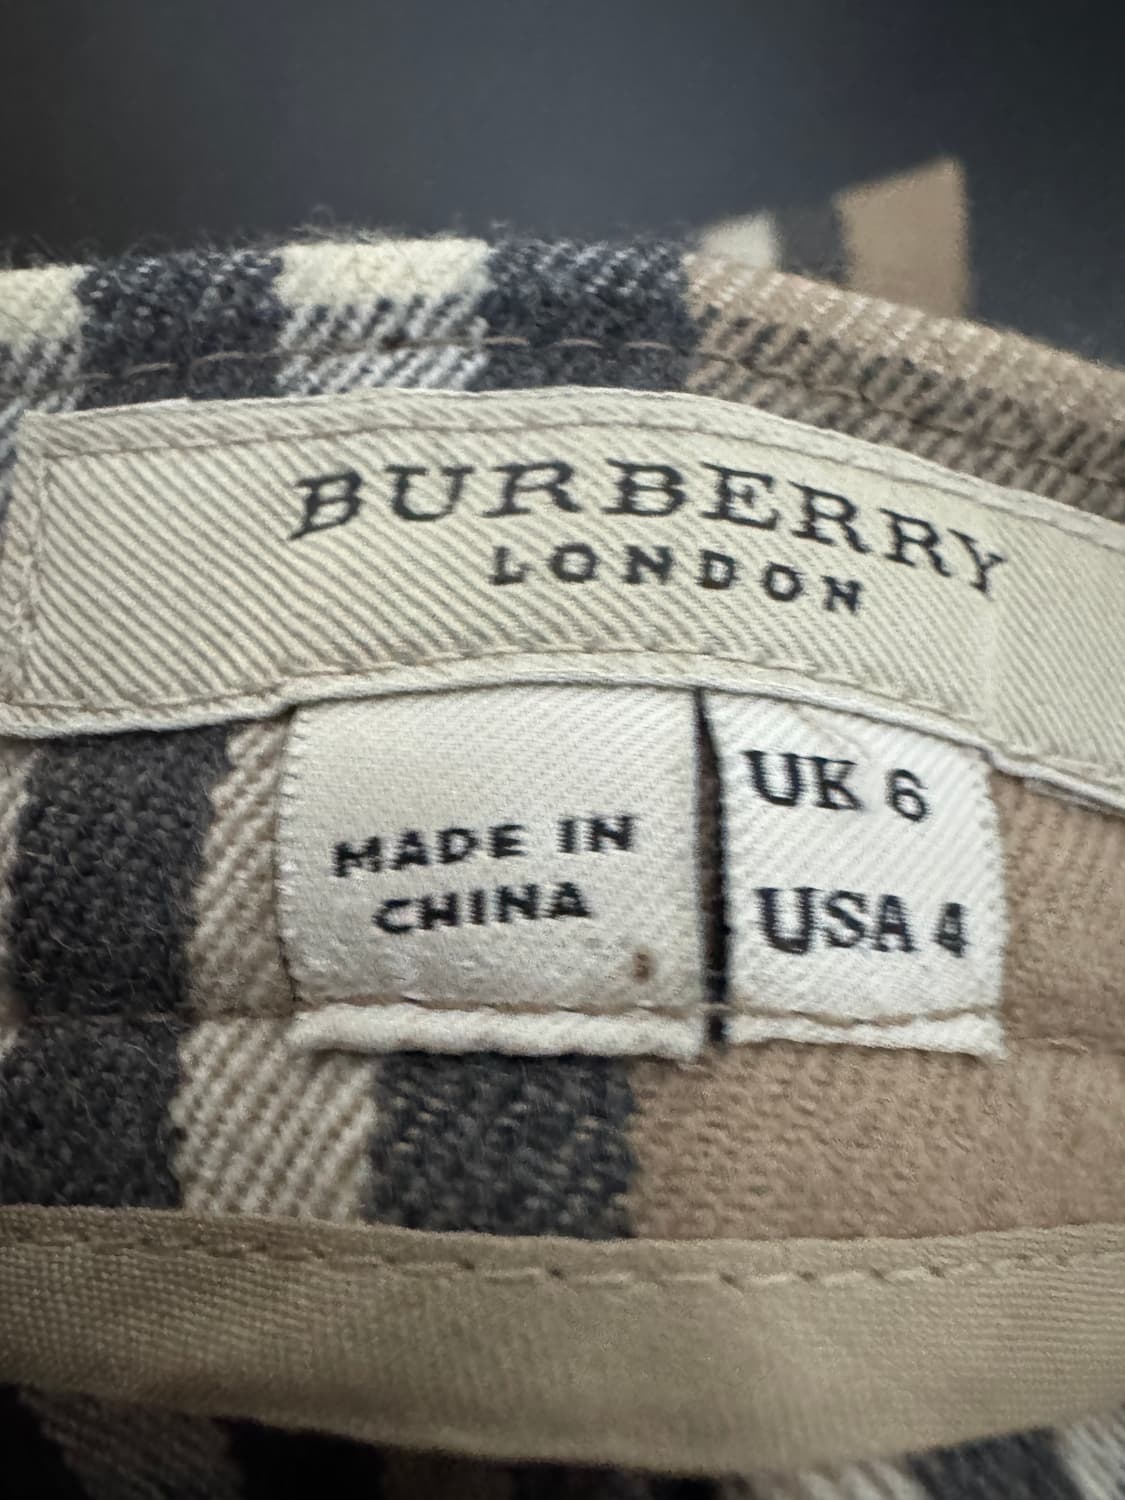 BURBERRY
LONDON
MADE IN
CHINA
UK 6
USA 4